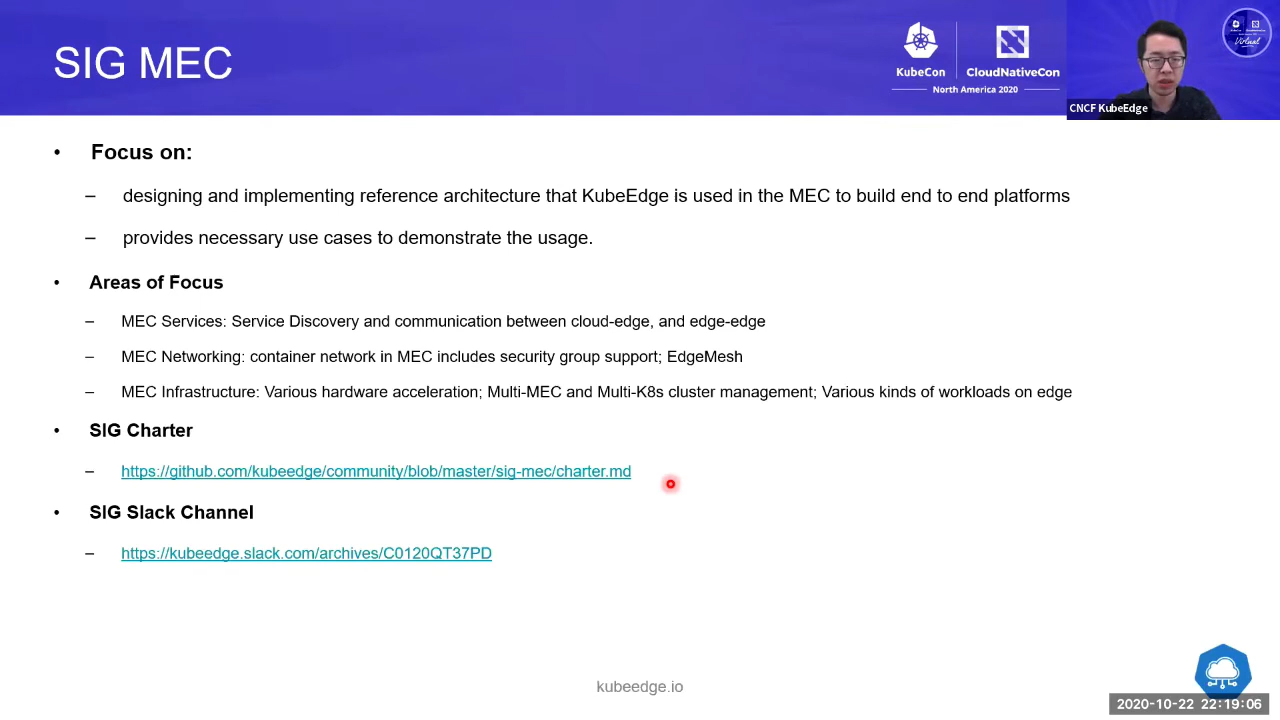 SIG MEC
KubeCon
CloudNativeCon
North America 2020
Virtual
CNCF KubeEdge
• Focus on:
– designing and implementing reference architecture that KubeEdge is used in the MEC to build end to end platforms
– provides necessary use cases to demonstrate the usage.
• Areas of Focus
– MEC Services: Service Discovery and communication between cloud-edge, and edge-edge
– MEC Networking: container network in MEC includes security group support; EdgeMesh
– MEC Infrastructure: Various hardware acceleration; Multi-MEC and Multi-K8s cluster management; Various kinds of workloads on edge
• SIG Charter
– https://github.com/kubeedge/community/blob/master/sig-mec/charter.md
• SIG Slack Channel
– https://kubeedge.slack.com/archives/C0120QT37PD
kubeedge.io
2020-10-22 22:19:06